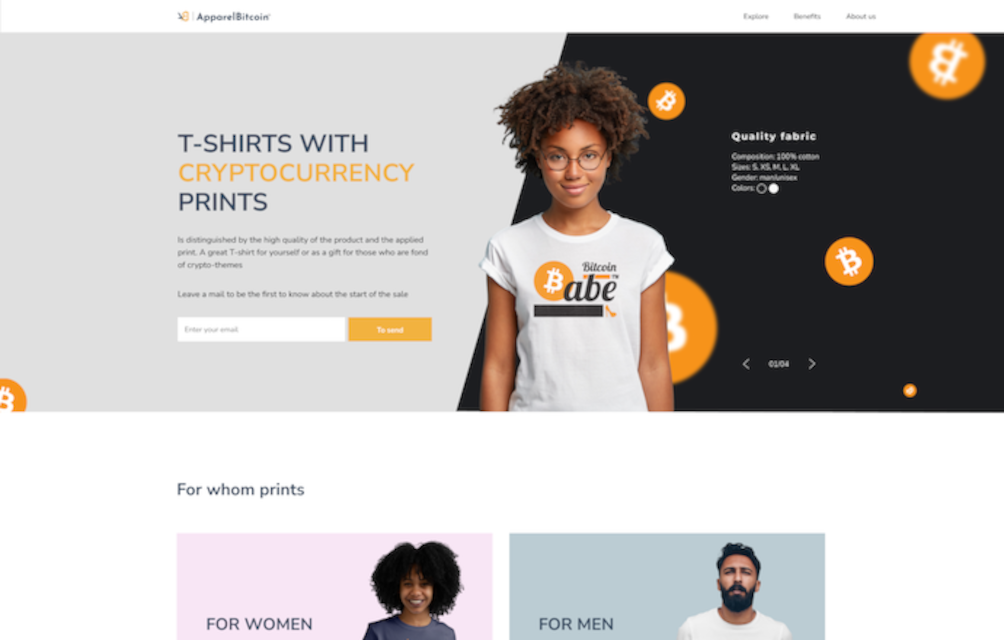 ApparelBitcoin
Explore
Benefits
About us
T-SHIRTS WITH
CRYPTOCURRENCY
PRINTS
Is distinguished by the high quality of the product and the applied
print. A great T-shirt for yourself or as a gift for those who are fond
of crypto-themes
Leave a mail to be the first to know about the start of the sale
Enter your email
To send
Bitcoin
Babe
TM
Quality fabric
Composition: 100% cotton
Sizes: S, XS, M, L, XL
Gender: man/unisex
Colors:
01/04
For whom prints
FOR WOMEN
FOR MEN